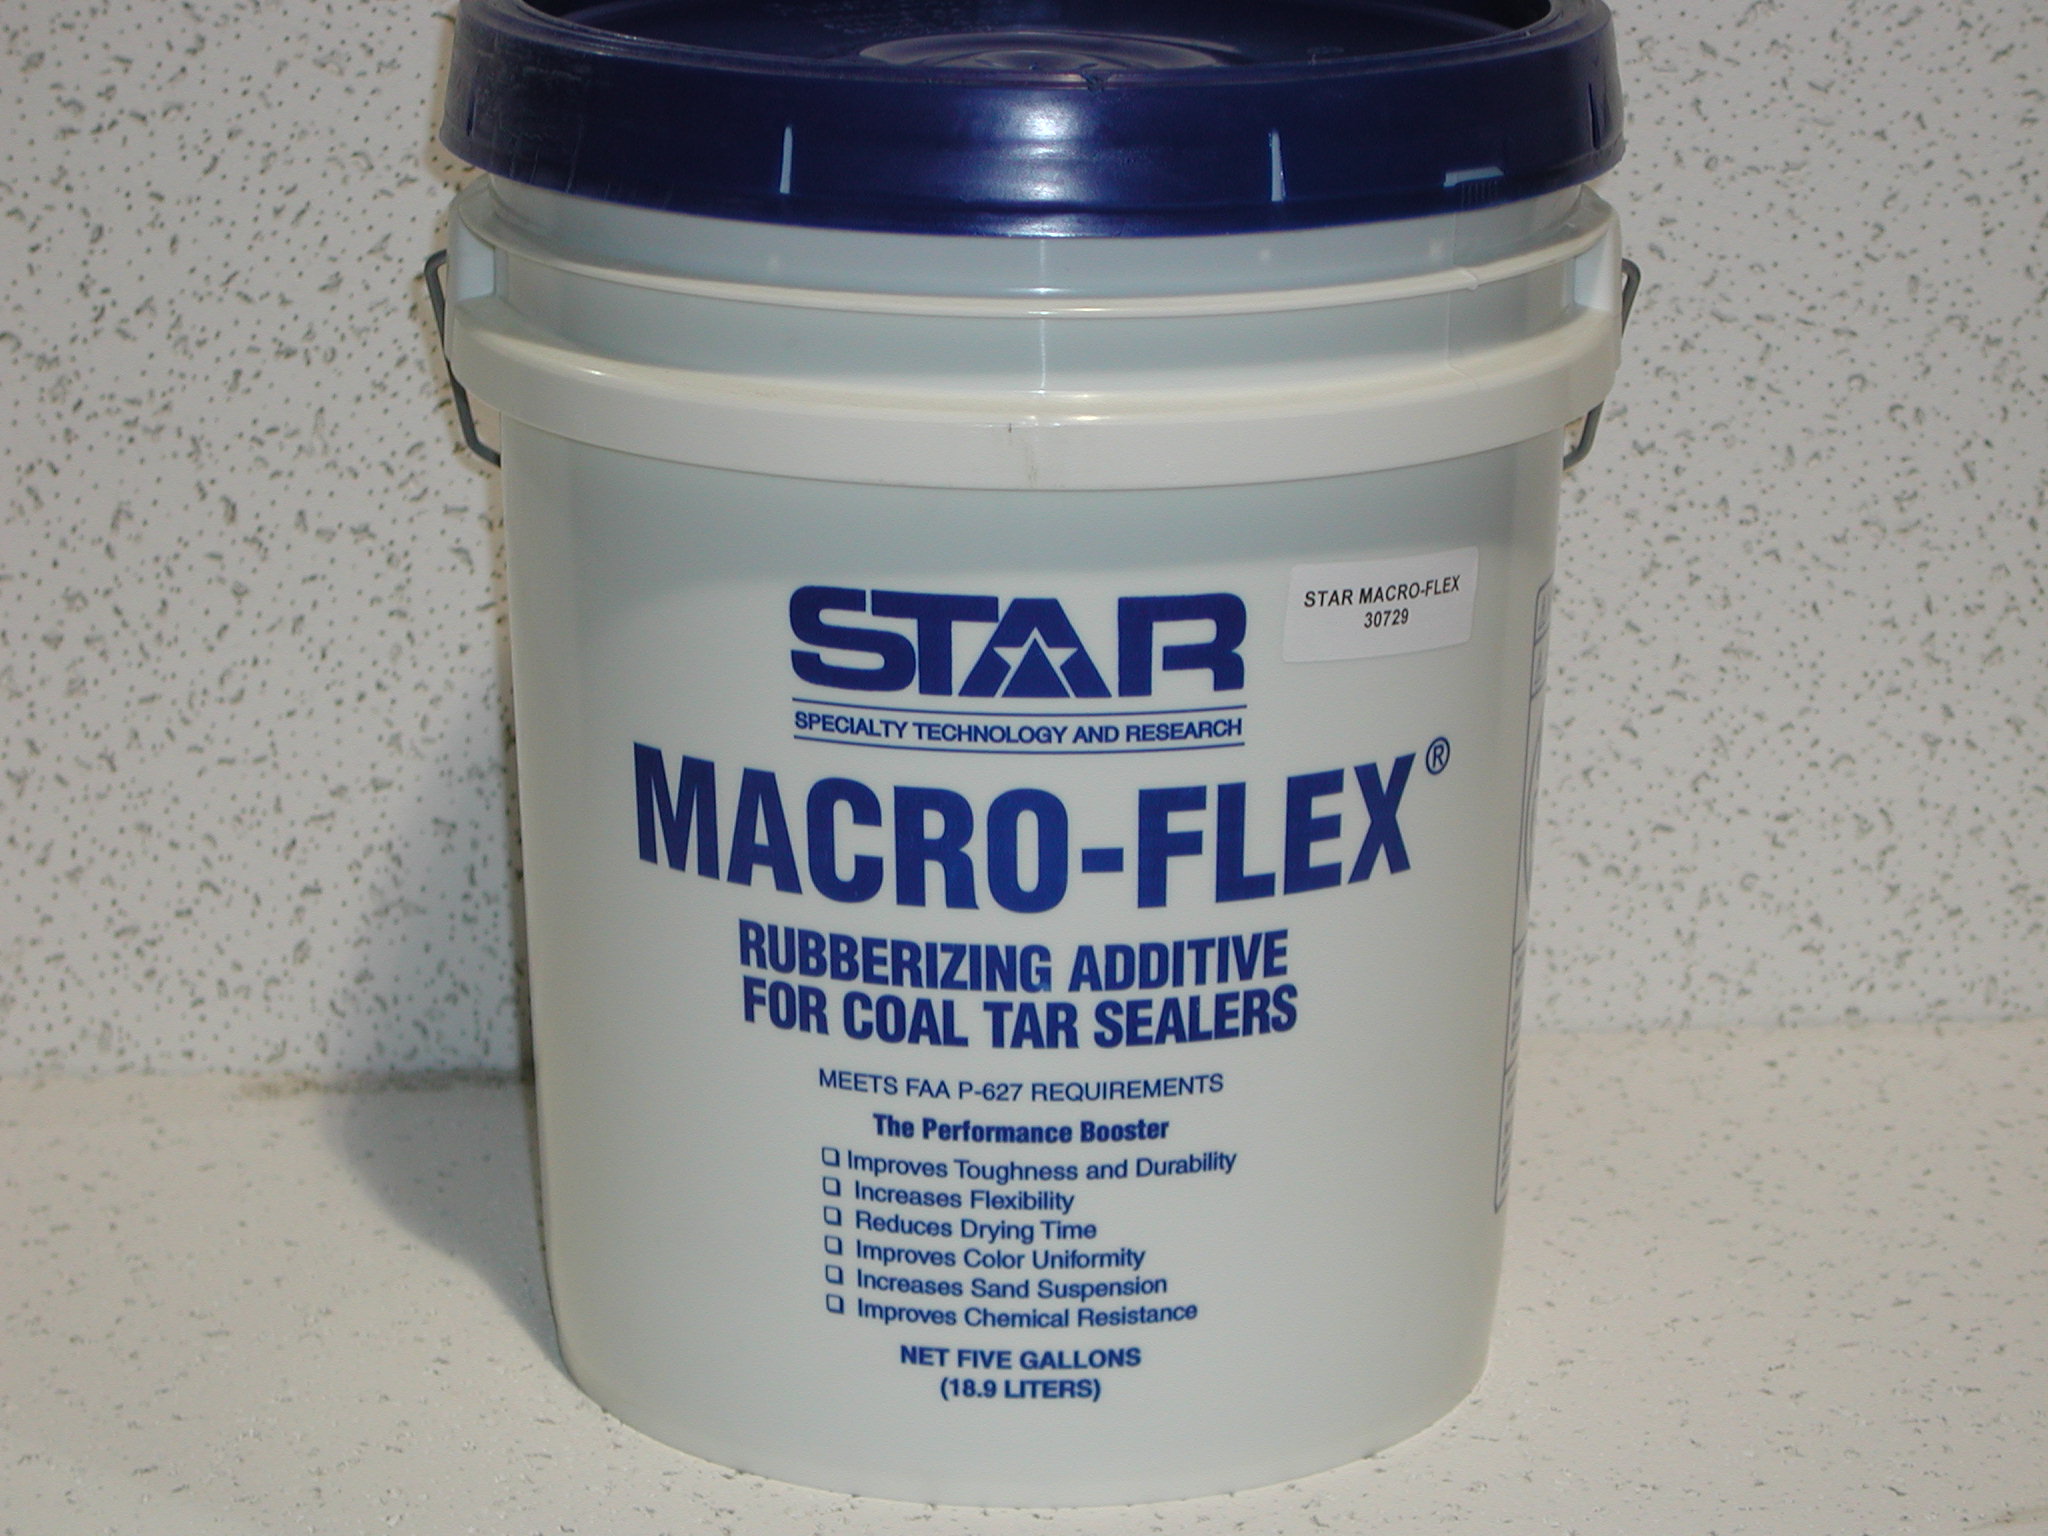 STAR
SPECIALTY TECHNOLOGY AND RESEARCH
STAR MACRO-FLEX
30729
MACRO-FLEX®
RUBBERIZING ADDITIVE
FOR COAL TAR SEALERS
MEETS FAA P-627 REQUIREMENTS
The Performance Booster
❑ Improves Toughness and Durability
❑ Increases Flexibility
❑ Reduces Drying Time
❑ Improves Color Uniformity
❑ Increases Sand Suspension
❑ Improves Chemical Resistance
NET FIVE GALLONS
(18.9 LITERS)